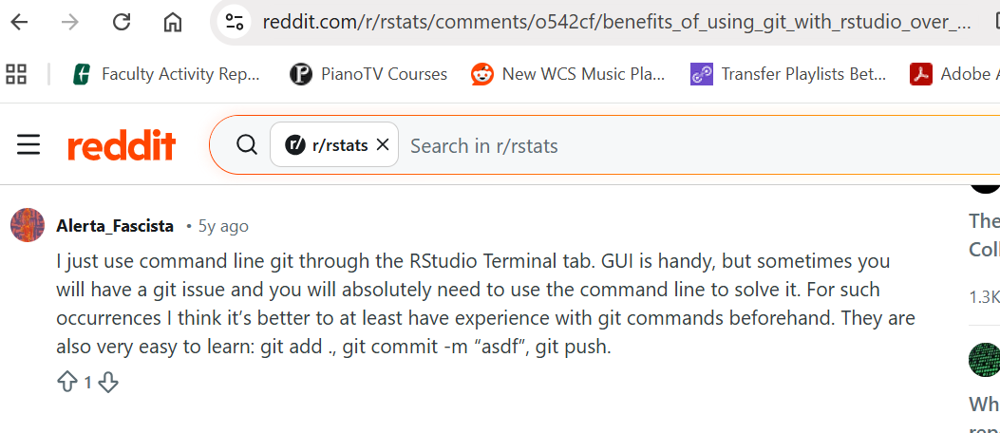 reddit.com/r/rstats/comments/o542cf/benefits_of_using_git_with_rstudio_over_...
Faculty Activity Rep... PianoTV Courses New WCS Music Pla... Transfer Playlists Bet... Adobe A
reddit r/rstats Search in r/rstats
Alerta_Fascista • 5y ago
I just use command line git through the RStudio Terminal tab. GUI is handy, but sometimes you
will have a git issue and you will absolutely need to use the command line to solve it. For such
occurrences I think it’s better to at least have experience with git commands beforehand. They are
also very easy to learn: git add ., git commit -m “asdf”, git push.
1
The
Coll
1.3K
Wh